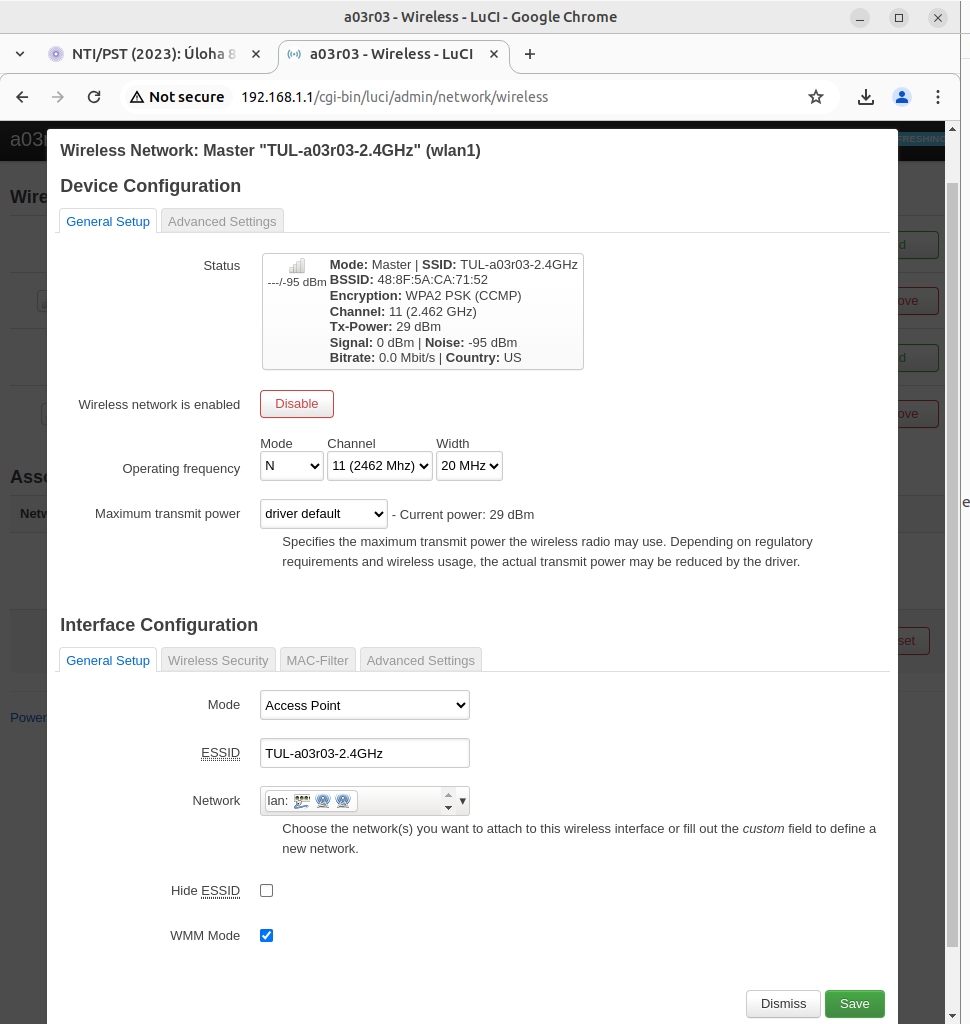 a03r03 - Wireless - LuCI - Google Chrome
NTI/PST (2023): Úloha 8
a03r03 - Wireless - LuCI
Not secure 192.168.1.1/cgi-bin/luci/admin/network/wireless
Wireless Network: Master "TUL-a03r03-2.4GHz" (wlan1)
Device Configuration
General Setup Advanced Settings
Status
---/-95 dBm
Mode: Master | SSID: TUL-a03r03-2.4GHz
BSSID: 48:8F:5A:CA:71:52
Encryption: WPA2 PSK (CCMP)
Channel: 11 (2.462 GHz)
Tx-Power: 29 dBm
Signal: 0 dBm | Noise: -95 dBm
Bitrate: 0.0 Mbit/s | Country: US
Wireless network is enabled Disable
Mode Channel Width
Operating frequency N 11 (2462 Mhz) 20 MHz
Maximum transmit power driver default - Current power: 29 dBm
Specifies the maximum transmit power the wireless radio may use. Depending on regulatory
requirements and wireless usage, the actual transmit power may be reduced by the driver.
Interface Configuration
General Setup Wireless Security MAC-Filter Advanced Settings
Mode Access Point
ESSID TUL-a03r03-2.4GHz
Network lan:
Choose the network(s) you want to attach to this wireless interface or fill out the custom field to define a
new network.
Hide ESSID
WMM Mode
Dismiss Save
Power